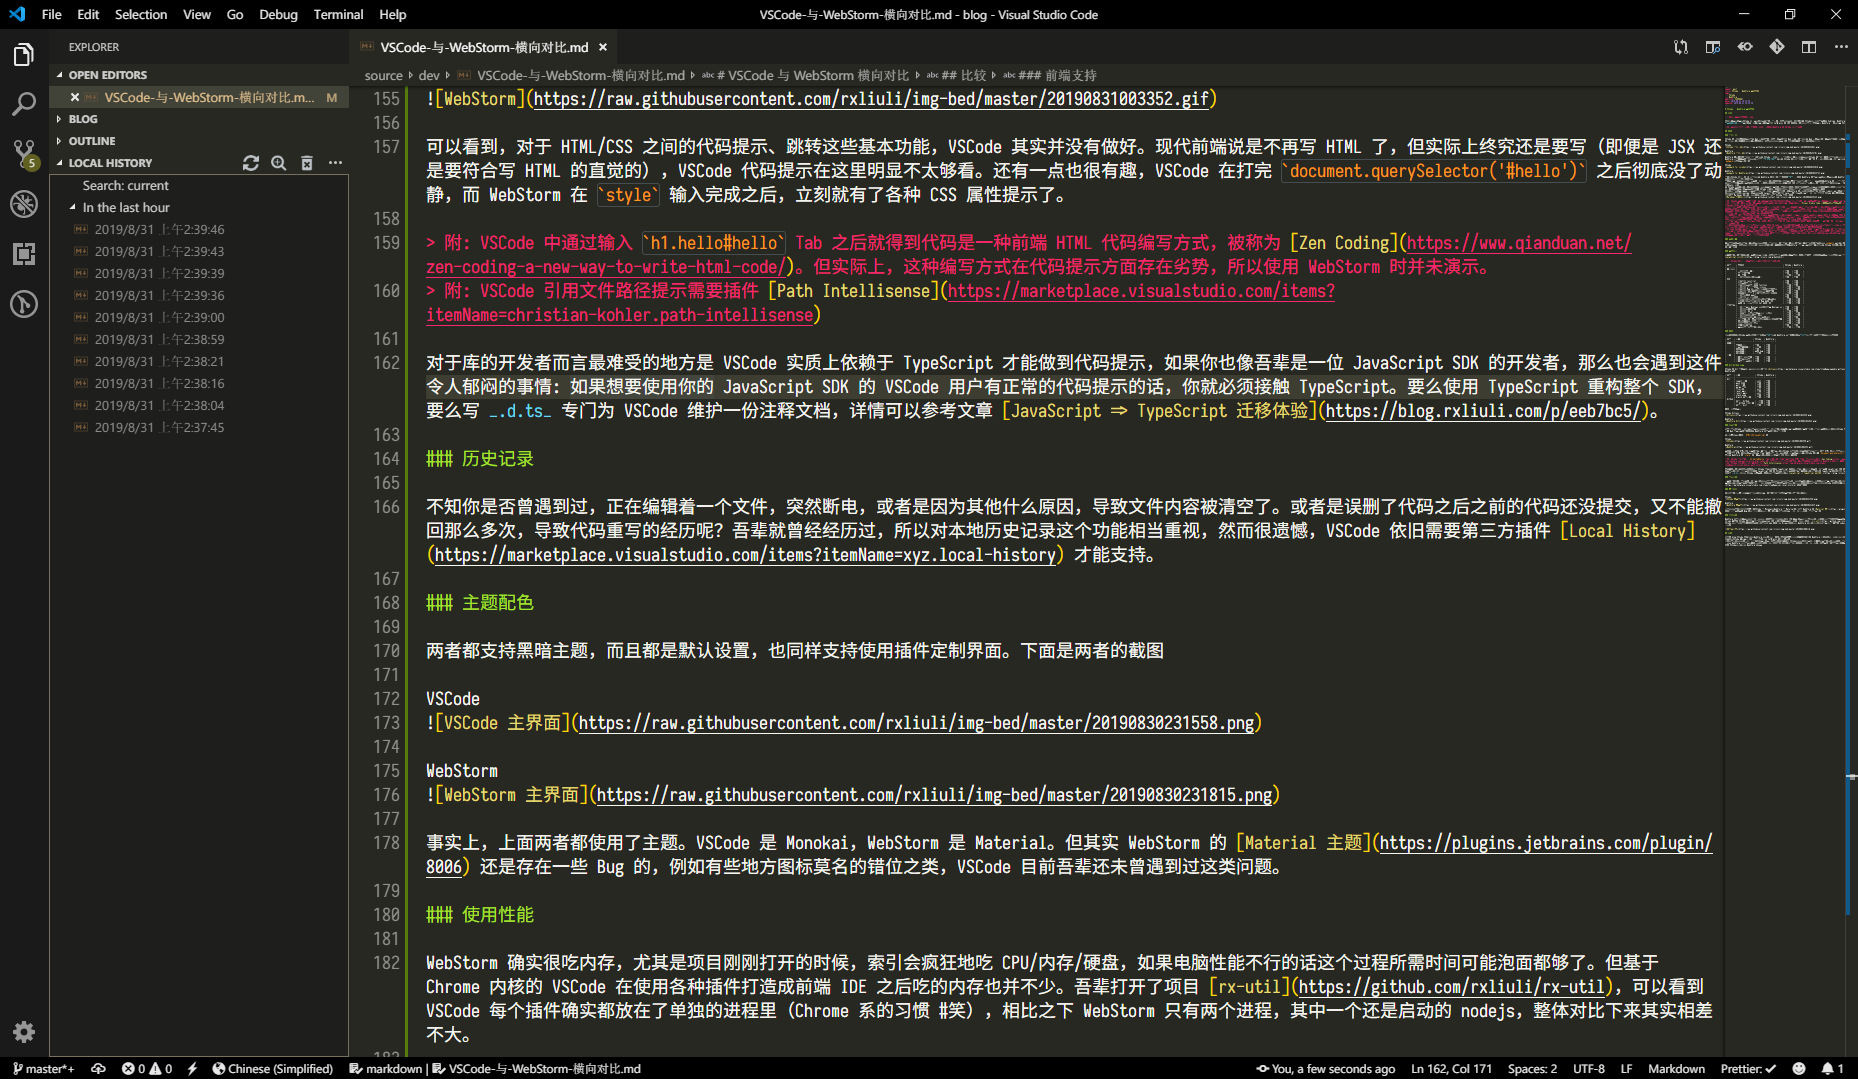 File Edit Selection View Go Debug Terminal Help
VSCode-与-WebStorm-横向对比.md - blog - Visual Studio Code
EXPLORER
OPEN EDITORS
VSCode-与-WebStorm-横向对比.m... M
BLOG
OUTLINE
LOCAL HISTORY
Search: current
In the last hour
2019/8/31 上午2:39:46
2019/8/31 上午2:39:43
2019/8/31 上午2:39:39
2019/8/31 上午2:39:36
2019/8/31 上午2:39:00
2019/8/31 上午2:38:59
2019/8/31 上午2:38:21
2019/8/31 上午2:38:16
2019/8/31 上午2:38:04
2019/8/31 上午2:37:45
5
VSCode-与-WebStorm-横向对比.md
source dev VSCode-与-WebStorm-横向对比.md abc # VSCode 与 WebStorm 横向对比 abc ## 比较 abc ### 前端支持
155 ![WebStorm](https://raw.githubusercontent.com/rxliuli/img-bed/master/20190831003352.gif)
156
157 可以看到，对于 HTML/CSS 之间的代码提示、跳转这些基本功能，VSCode 其实并没有做好。现代前端说是不再写 HTML 了，但实际上终究还是要写（即便是 JSX 还
是要符合写 HTML 的直觉的），VSCode 代码提示在这里明显不太够看。还有一点也很有趣，VSCode 在打完 `document.querySelector('#hello')` 之后彻底没了动
静，而 WebStorm 在 `style` 输入完成之后，立刻就有了各种 CSS 属性提示了。
158
159 > 附: VSCode 中通过输入 `h1.hello#hello` Tab 之后就得到代码是一种前端 HTML 代码编写方式，被称为 [Zen Coding](https://www.qianduan.net/
zen-coding-a-new-way-to-write-html-code/)。但实际上，这种编写方式在代码提示方面存在劣势，所以使用 WebStorm 时并未演示。
160 > 附: VSCode 引用文件路径提示需要插件 [Path Intellisense](https://marketplace.visualstudio.com/items?
itemName=christian-kohler.path-intellisense)
161
162 对于库的开发者而言最难受的地方是 VSCode 实质上依赖于 TypeScript 才能做到代码提示，如果你也像吾辈是一位 JavaScript SDK 的开发者，那么也会遇到这件
令人郁闷的事情: 如果想要使用你的 JavaScript SDK 的 VSCode 用户有正常的代码提示的话，你就必须接触 TypeScript。要么使用 TypeScript 重构整个 SDK，
要么写 _.d.ts_ 专门为 VSCode 维护一份注释文档，详情可以参考文章 [JavaScript => TypeScript 迁移体验](https://blog.rxliuli.com/p/eeb7bc5/)。
163
164 ### 历史记录
165
166 不知你是否曾遇到过，正在编辑着一个文件，突然断电，或者是因为其他什么原因，导致文件内容被清空了。或者是误删了代码之后之前的代码还没提交，又不能撤
回那么多次，导致代码重写的经历呢？吾辈就曾经经历过，所以对本地历史记录这个功能相当重视，然而很遗憾，VSCode 依旧需要第三方插件 [Local History]
(https://marketplace.visualstudio.com/items?itemName=xyz.local-history) 才能支持。
167
168 ### 主题配色
169
170 两者都支持黑暗主题，而且都是默认设置，也同样支持使用插件定制界面。下面是两者的截图
171
172 VSCode
173 ![VSCode 主界面](https://raw.githubusercontent.com/rxliuli/img-bed/master/20190830231558.png)
174
175 WebStorm
176 ![WebStorm 主界面](https://raw.githubusercontent.com/rxliuli/img-bed/master/20190830231815.png)
177
178 事实上，上面两者都使用了主题。VSCode 是 Monokai，WebStorm 是 Material。但其实 WebStorm 的 [Material 主题](https://plugins.jetbrains.com/plugin/
8006) 还是存在一些 Bug 的，例如有些地方图标莫名的错位之类，VSCode 目前吾辈还未曾遇到过这类问题。
179
180 ### 使用性能
181
182 WebStorm 确实很吃内存，尤其是项目刚刚打开的时候，索引会疯狂地吃 CPU/内存/硬盘，如果电脑性能不行的话这个过程所需时间可能泡面都够了。但基于
Chrome 内核的 VSCode 在使用各种插件打造成前端 IDE 之后吃的内存也并不少。吾辈打开了项目 [rx-util](https://github.com/rxliuli/rx-util)，可以看到
VSCode 每个插件确实都放在了单独的进程里（Chrome 系的习惯 #笑），相比之下 WebStorm 只有两个进程，其中一个还是启动的 nodejs，整体对比下来其实相差
不大。
master*+ 0 0 Chinese (Simplified) markdown | VSCode-与-WebStorm-横向对比.md You, a few seconds ago Ln 162, Col 171 Spaces: 2 UTF-8 LF Markdown Prettier: ✓ 1